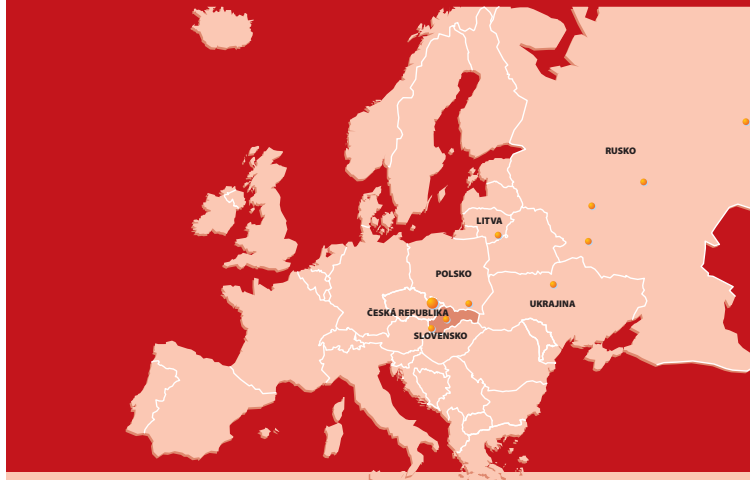 RUSKO
LITVA
POLSKO
UKRAJINA
ČESKÁ REPUBLIKA
SLOVENSKO